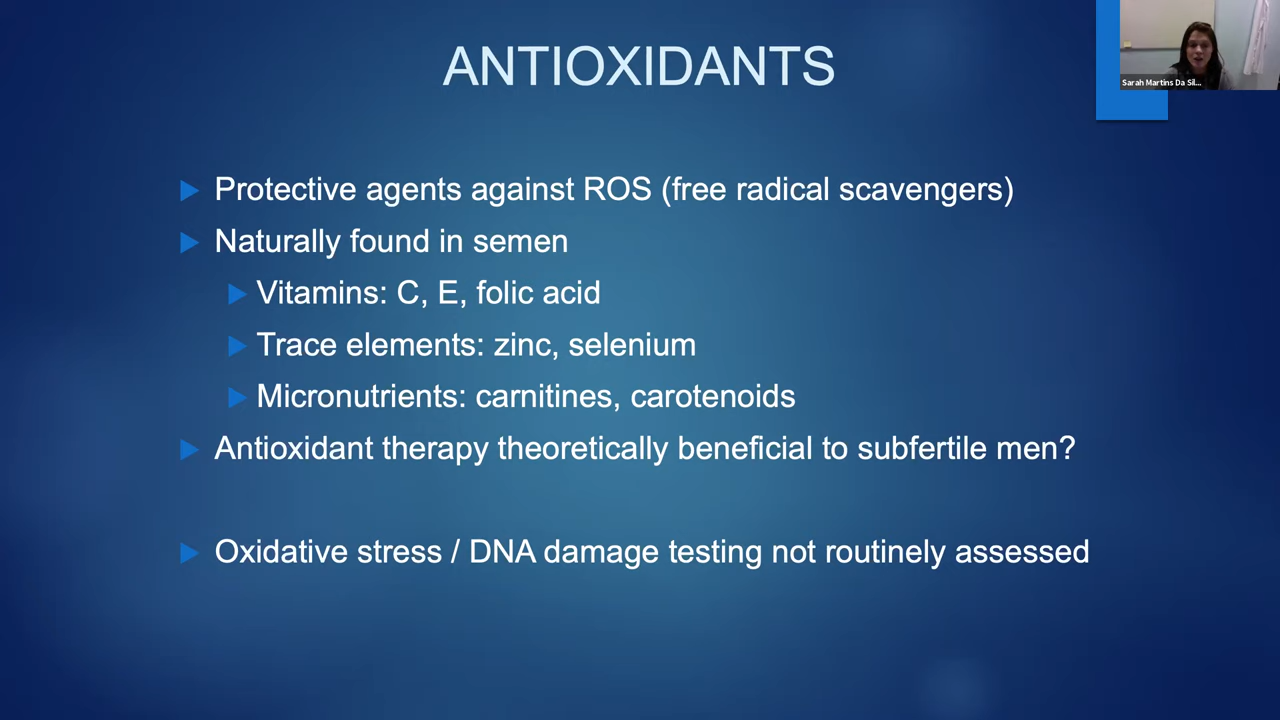 ANTIOXIDANTS
Sarah Martins Da Sil...
Protective agents against ROS (free radical scavengers)
Naturally found in semen
Vitamins: C, E, folic acid
Trace elements: zinc, selenium
Micronutrients: carnitines, carotenoids
Antioxidant therapy theoretically beneficial to subfertile men?
Oxidative stress / DNA damage testing not routinely assessed